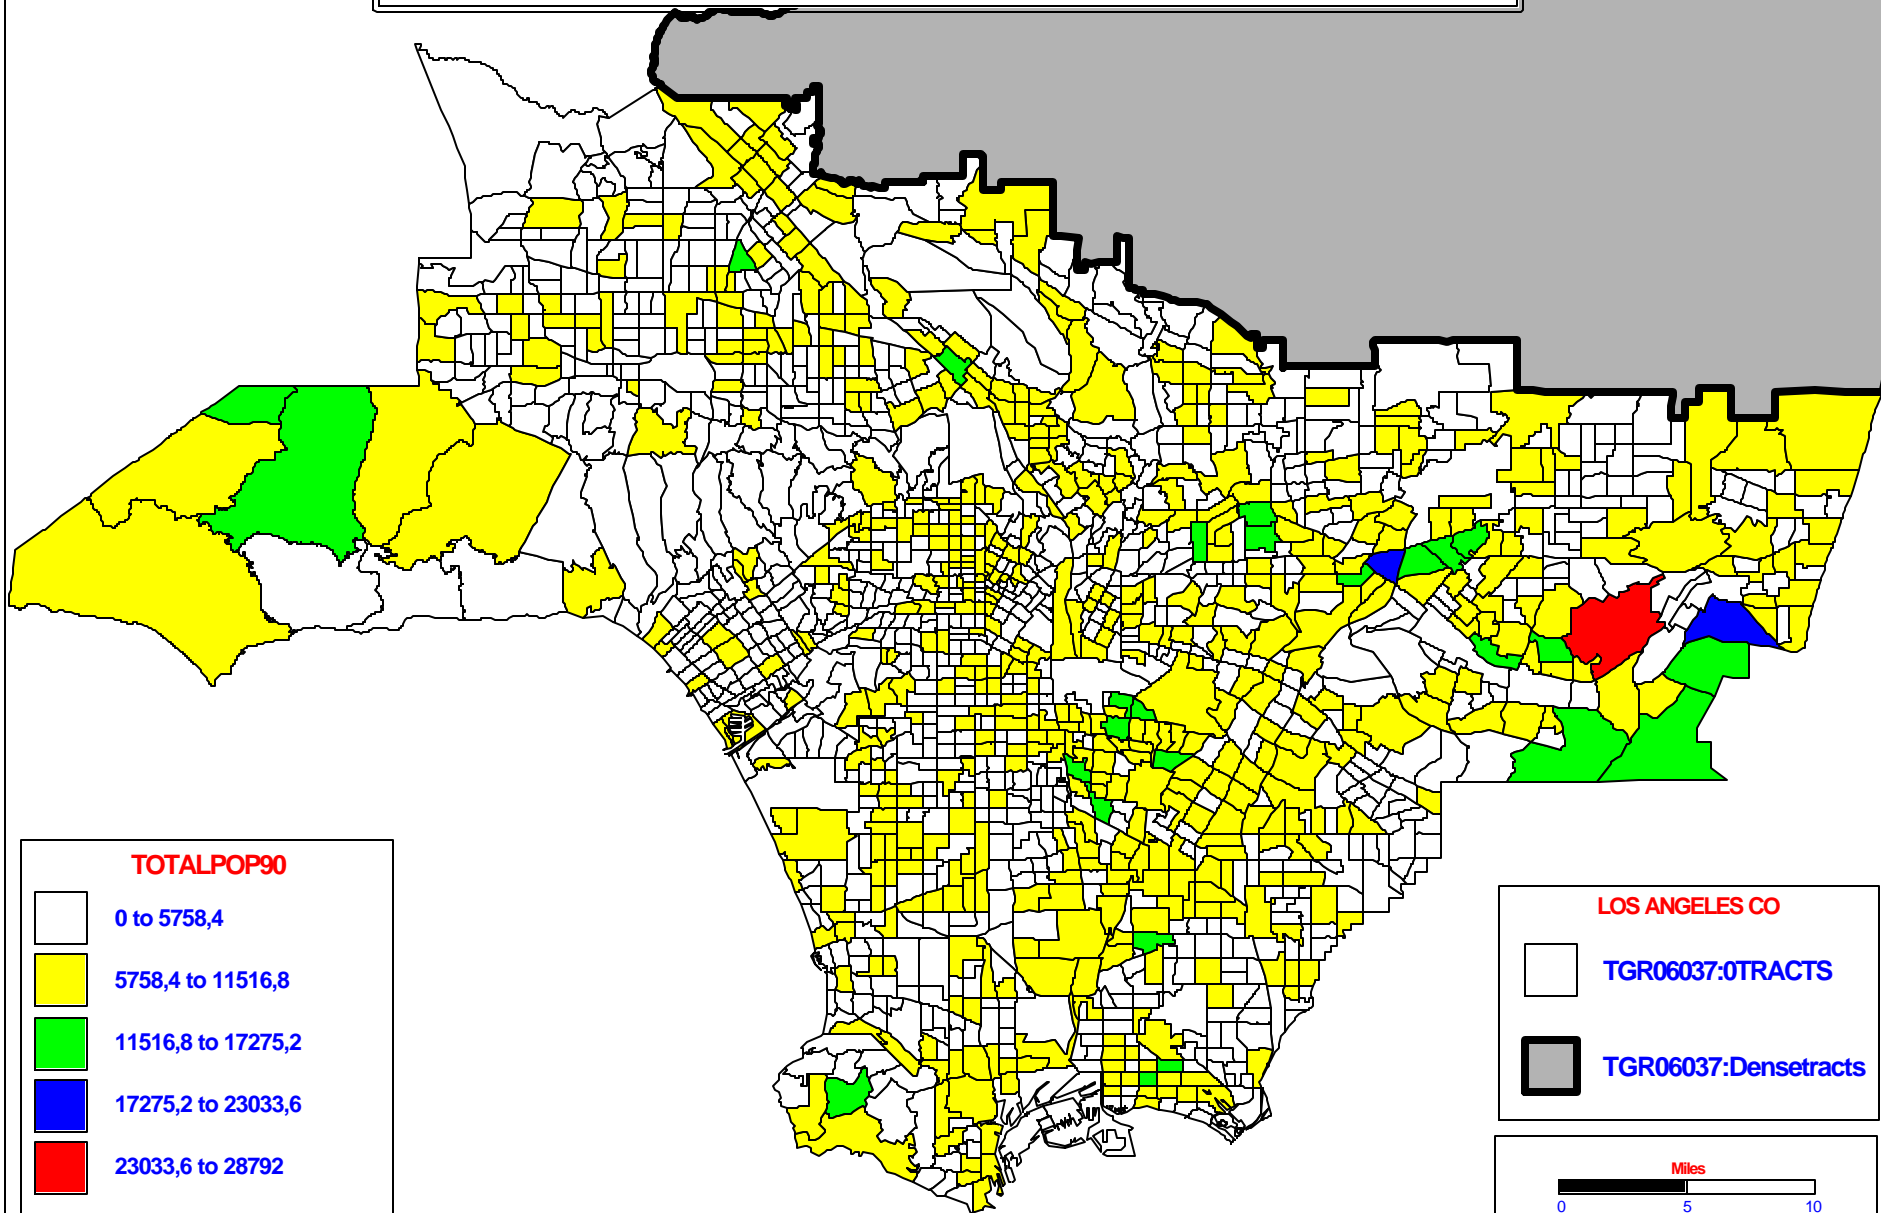 TOTALPOP90
0 to 5758,4
5758,4 to 11516,8
11516,8 to 17275,2
17275,2 to 23033,6
23033,6 to 28792
LOS ANGELES CO
TGR06037:0TRACTS
TGR06037:Densetracts
Miles
0 5 10